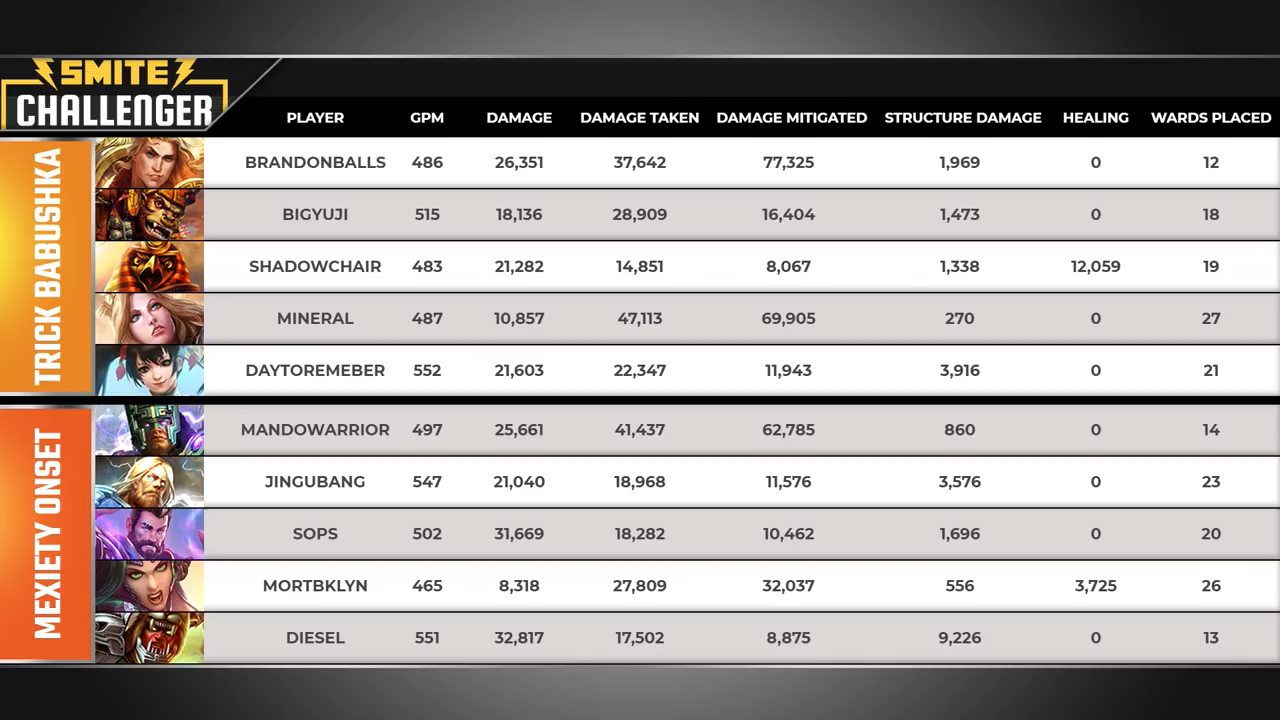 SMITE
CHALLENGER
PLAYER GPM DAMAGE DAMAGE TAKEN DAMAGE MITIGATED STRUCTURE DAMAGE HEALING WARDS PLACED
TRICK BABUSHKA
BRANDONBALLS 486 26,351 37,642 77,325 1,969 0 12
BIGYUJI 515 18,136 28,909 16,404 1,473 0 18
SHADOWCHAIR 483 21,282 14,851 8,067 1,338 12,059 19
MINERAL 487 10,857 47,113 69,905 270 0 27
DAYTOREMEBER 552 21,603 22,347 11,943 3,916 0 21
MEXIETY ONSET
MANDOWARRIOR 497 25,661 41,437 62,785 860 0 14
JINGUBANG 547 21,040 18,968 11,576 3,576 0 23
SOPS 502 31,669 18,282 10,462 1,696 0 20
MORTBKLYN 465 8,318 27,809 32,037 556 3,725 26
DIESEL 551 32,817 17,502 8,875 9,226 0 13